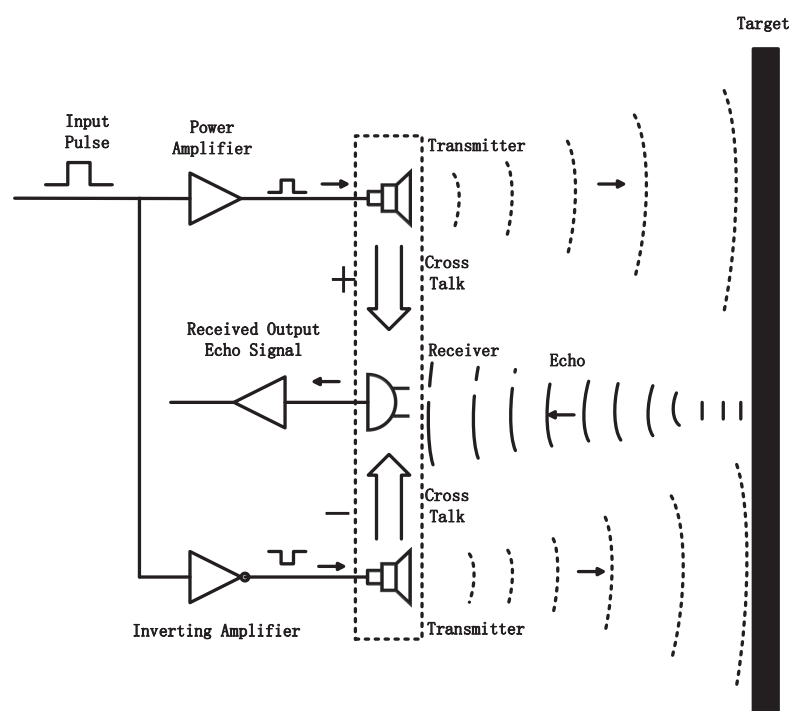 Target
Input
Pulse
Power
Amplifier
Transmitter
+
Cross
Talk
Received Output
Echo Signal
Receiver
Echo
−
Cross
Talk
Inverting Amplifier
Transmitter